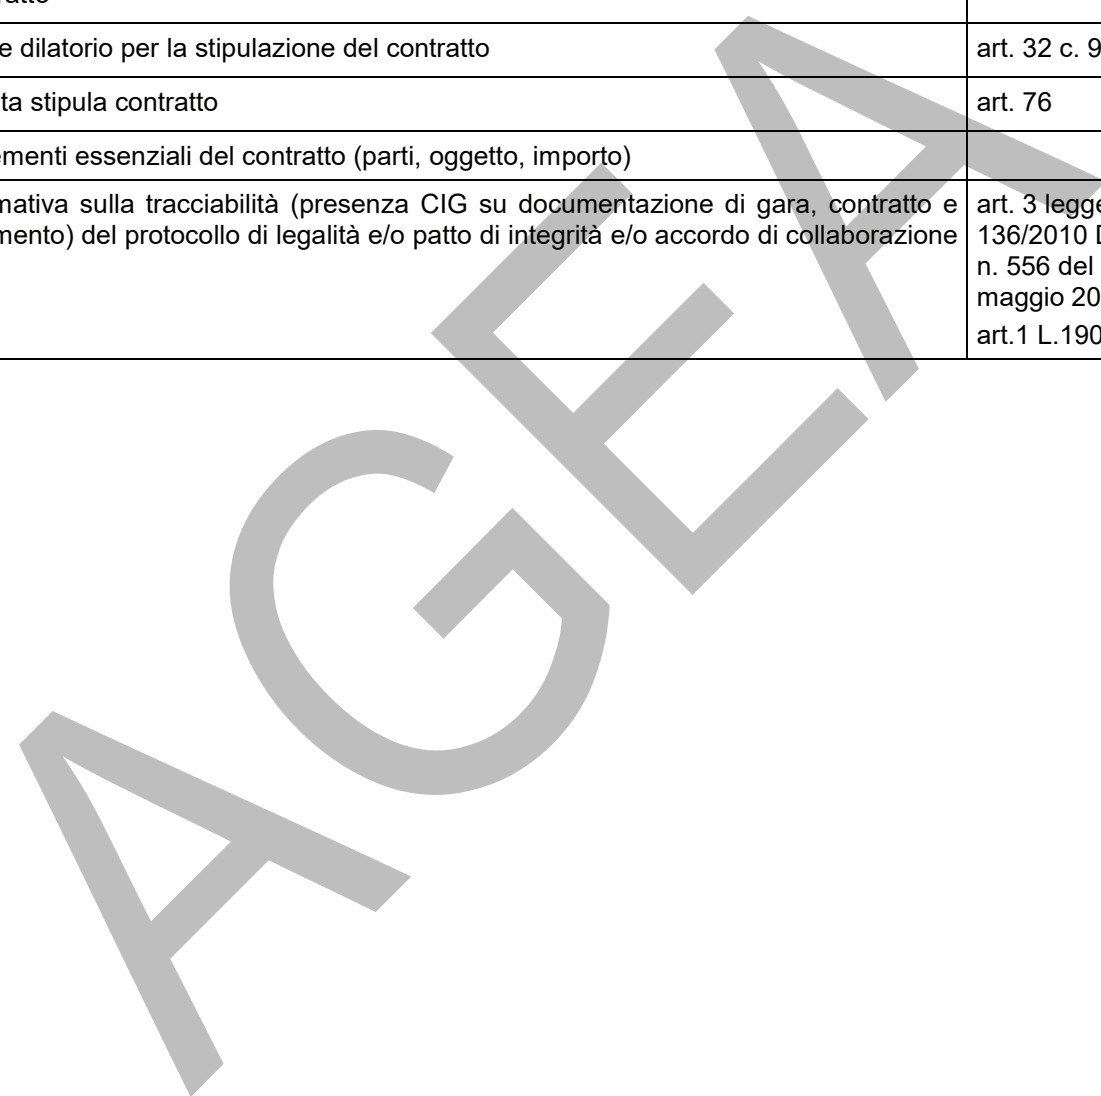 e dilatorio per la stipulazione del contratto art. 32 c. 9
ta stipula contratto art. 76
ementi essenziali del contratto (parti, oggetto, importo)
mativa sulla tracciabilità (presenza CIG su documentazione di gara, contratto e
mento) del protocollo di legalità e/o patto di integrità e/o accordo di collaborazione
art. 3 legge
136/2010 D
n. 556 del
maggio 20
art.1 L.190
AGEA